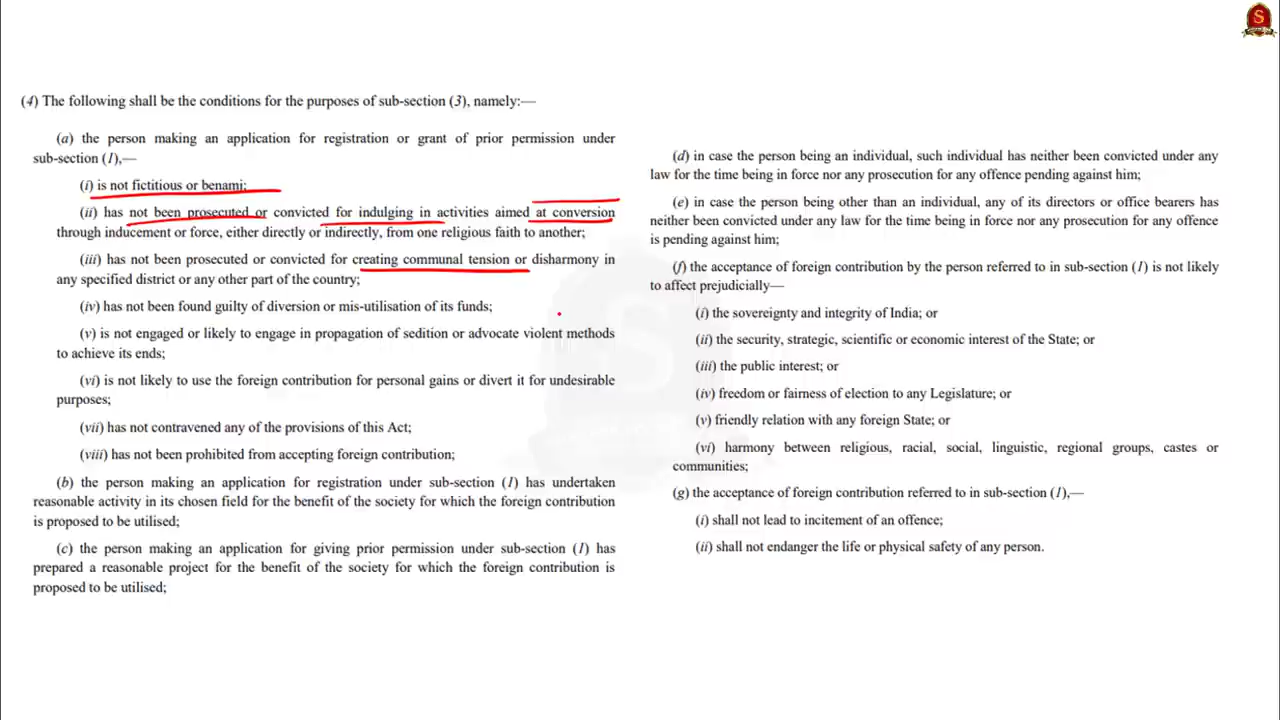 S
(4) The following shall be the conditions for the purposes of sub-section (3), namely:—
(a) the person making an application for registration or grant of prior permission under
sub-section (1),—
(i) is not fictitious or benami;
(ii) has not been prosecuted or convicted for indulging in activities aimed at conversion
through inducement or force, either directly or indirectly, from one religious faith to another;
(iii) has not been prosecuted or convicted for creating communal tension or disharmony in
any specified district or any other part of the country;
(iv) has not been found guilty of diversion or mis-utilisation of its funds;
(v) is not engaged or likely to engage in propagation of sedition or advocate violent methods
to achieve its ends;
(vi) is not likely to use the foreign contribution for personal gains or divert it for undesirable
purposes;
(vii) has not contravened any of the provisions of this Act;
(viii) has not been prohibited from accepting foreign contribution;
(b) the person making an application for registration under sub-section (1) has undertaken
reasonable activity in its chosen field for the benefit of the society for which the foreign contribution
is proposed to be utilised;
(c) the person making an application for giving prior permission under sub-section (1) has
prepared a reasonable project for the benefit of the society for which the foreign contribution is
proposed to be utilised;
(d) in case the person being an individual, such individual has neither been convicted under any
law for the time being in force nor any prosecution for any offence pending against him;
(e) in case the person being other than an individual, any of its directors or office bearers has
neither been convicted under any law for the time being in force nor any prosecution for any offence
is pending against him;
(f) the acceptance of foreign contribution by the person referred to in sub-section (1) is not likely
to affect prejudicially—
(i) the sovereignty and integrity of India; or
(ii) the security, strategic, scientific or economic interest of the State; or
(iii) the public interest; or
(iv) freedom or fairness of election to any Legislature; or
(v) friendly relation with any foreign State; or
(vi) harmony between religious, racial, social, linguistic, regional groups, castes or
communities;
(g) the acceptance of foreign contribution referred to in sub-section (1),—
(i) shall not lead to incitement of an offence;
(ii) shall not endanger the life or physical safety of any person.